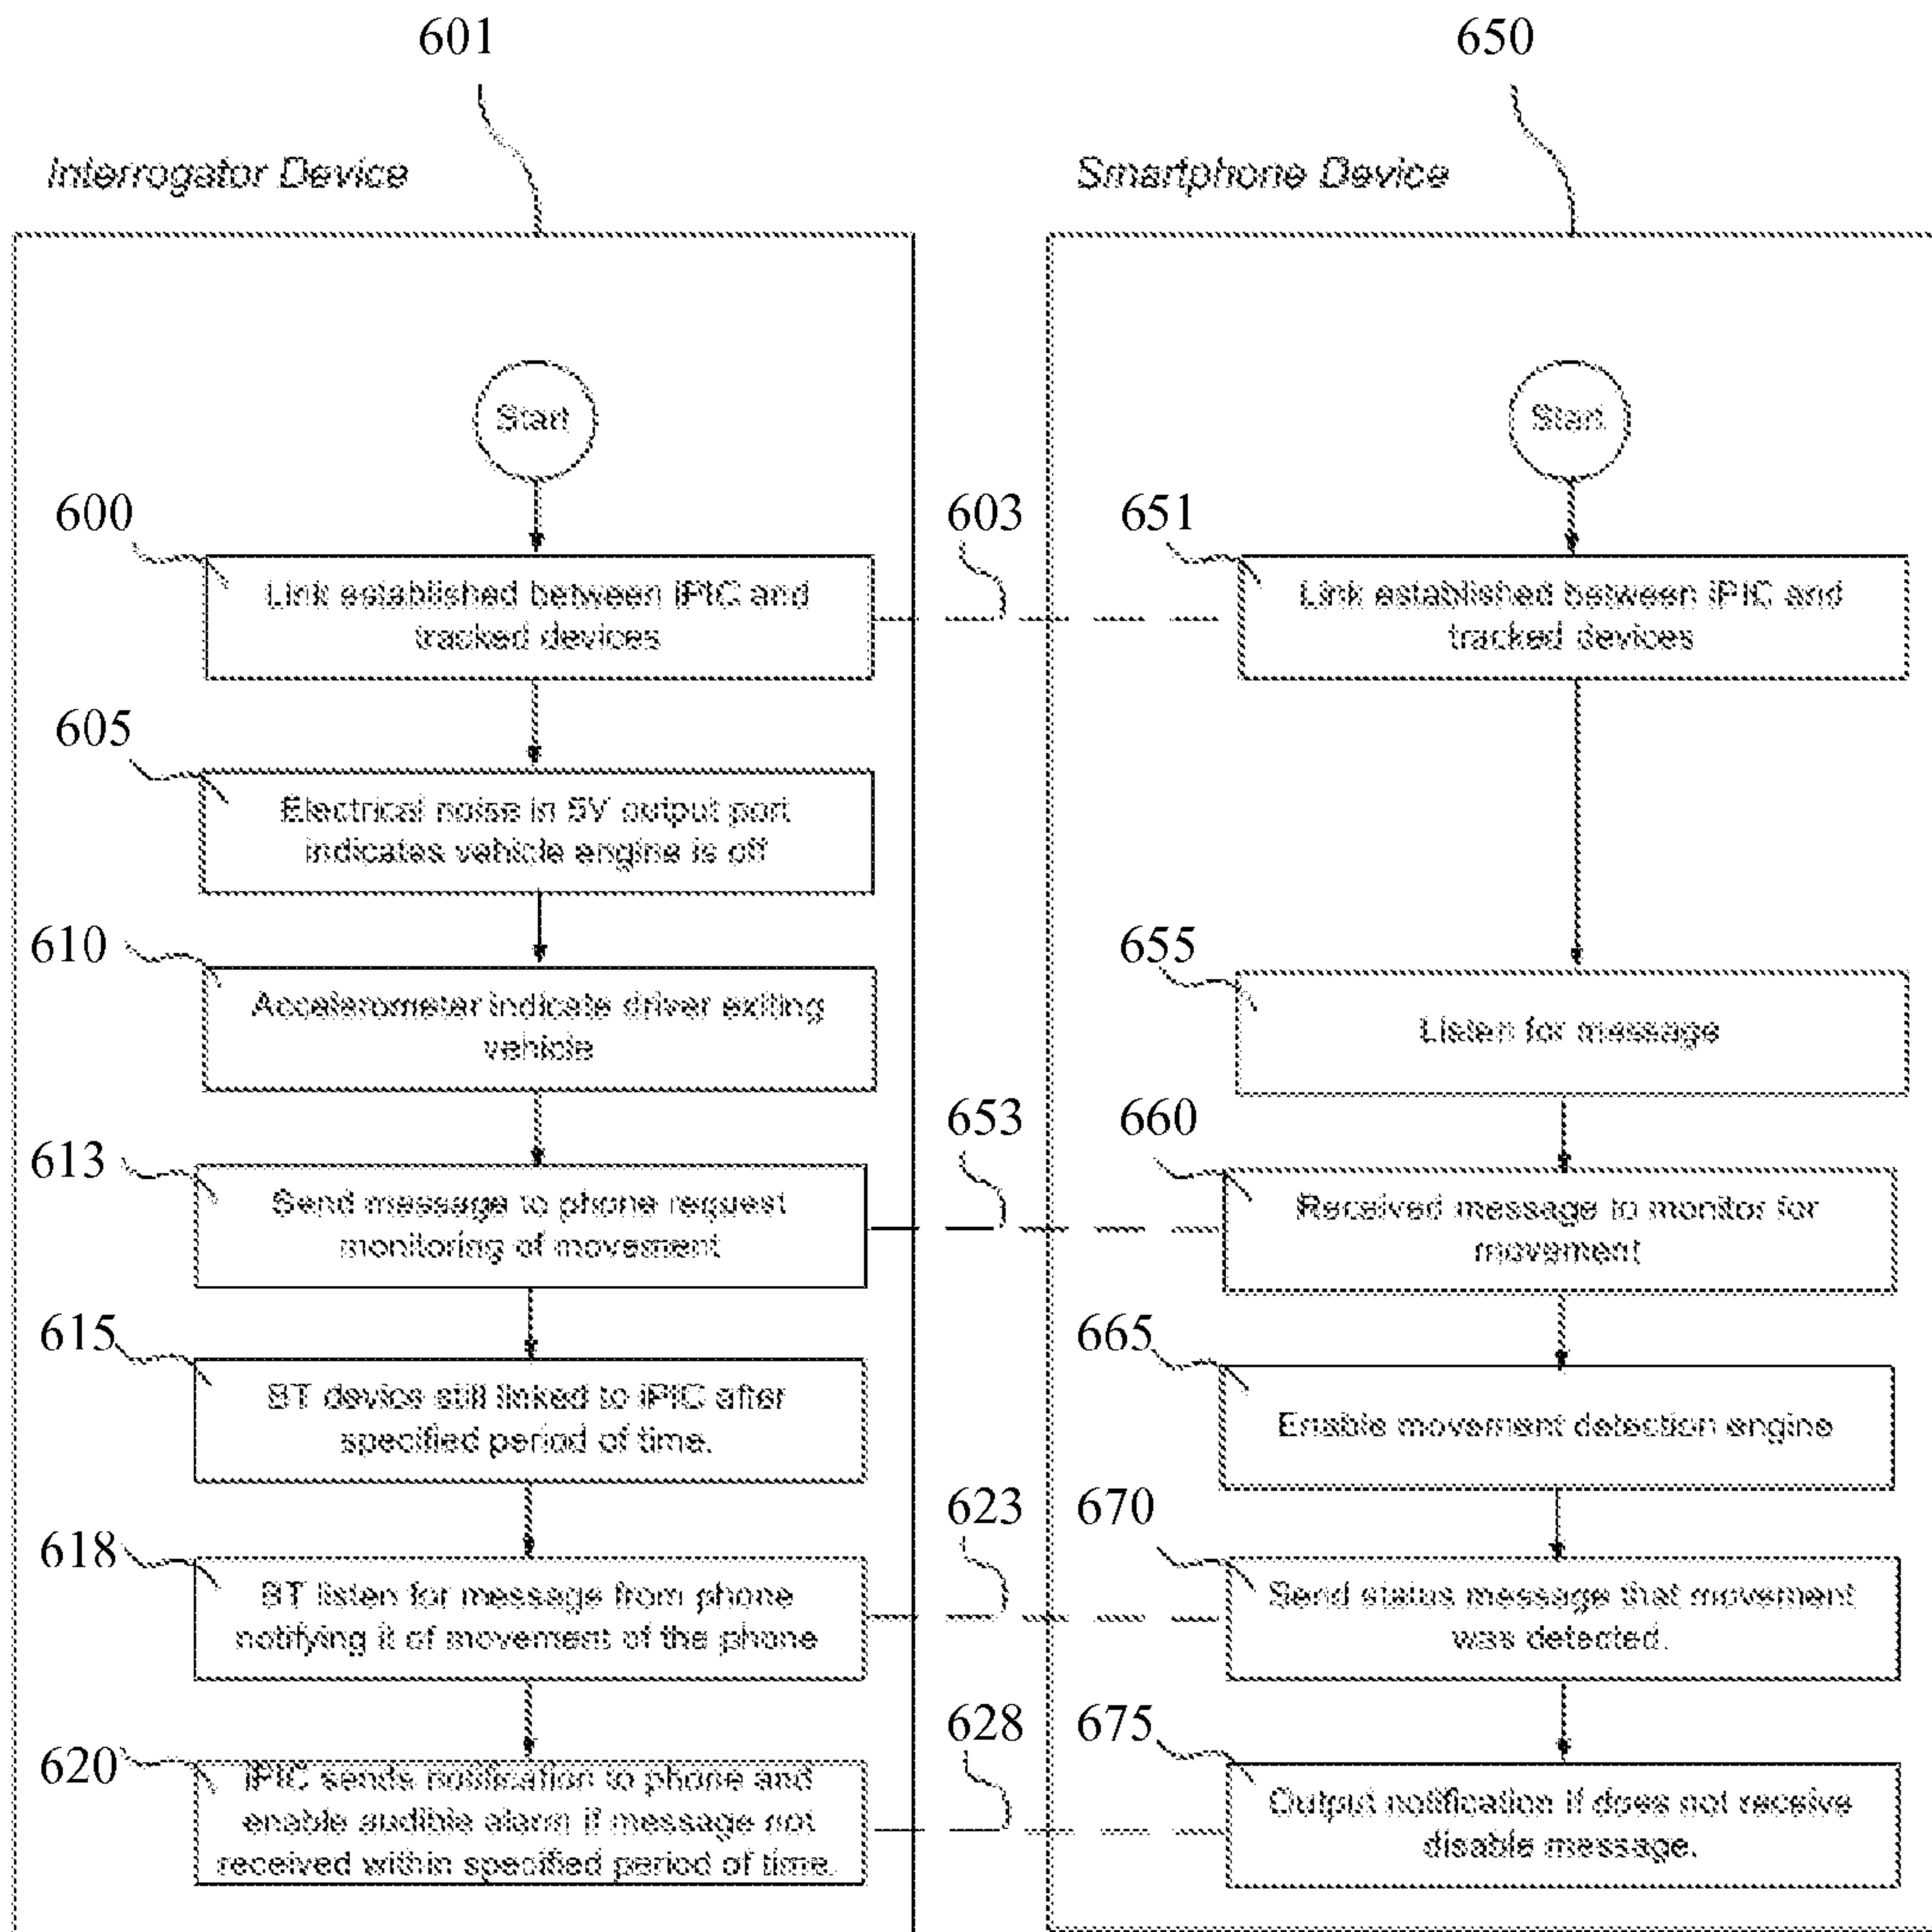 601
650
Interrogator Device
Smartphone Device
Start
Start
600
603
651
Link established between iPIC and
tracked devices
Link established between iPIC and
tracked devices
605
Electrical noise in 5V output port
indicates vehicle engine is off
610
Accelerometer indicate driver exiting
vehicle
655
Listen for message
613
Send message to phone request
monitoring of movement
653
660
Received message to monitor for
movement
615
BT device still linked to iPIC after
specified period of time.
665
Enable movement detection engine
618
BT listen for message from phone
notifying it of movement of the phone
623
670
Send status message that movement
was detected.
620
iPIC sends notification to phone and
enable audible alarm if message not
received within specified period of time.
628
675
Output notification if does not receive
disable message.